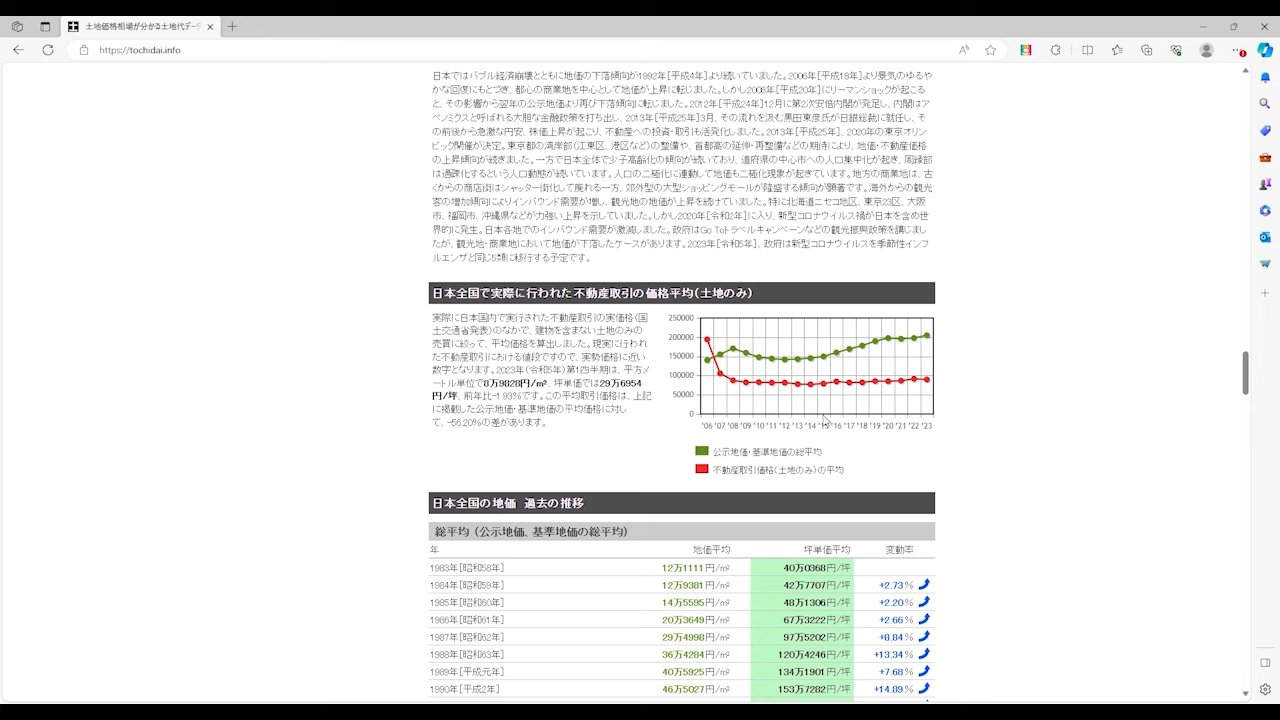 土地価格相場が分かる土地代データ
https://tochidai.info
日本ではバブル経済崩壊とともに地価の下落傾向が1992年[平成4年]より続いていました。2006年[平成18年]より景気のゆるや
かな回復にもとづき、都心の商業地を中心として地価が上昇に転じました。しかし2008年[平成20年]にリーマンショックが起こる
と、その影響から翌年の公示地価より再び下落傾向に転じました。2012年[平成24年]12月に第2次安倍内閣が発足し、内閣はア
ベノミクスと呼ばれる大胆な金融政策を打ち出し、2013年[平成25年]3月、その流れを汲む黒田東彦氏が日銀総裁に就任し、そ
の前後から急激な円安、株価上昇が起こり、不動産への投資・取引も活発化しました。2013年[平成25年]、2020年の東京オリン
ピック開催が決定。東京都の湾岸部(江東区、港区など)の整備や、首都高の延伸・再整備などの期待により、地価・不動産価格
の上昇傾向が続きました。一方で日本全体で少子高齢化の傾向が続いており、道府県の中心市への人口集中化が起き、周縁部
は過疎化するという人口動態が続いています。人口の二極化に連動して地価も二極化現象が起きています。地方の商業地は、古
くからの商店街はシャッター街化して廃れる一方、郊外型の大型ショッピングモールが隆盛する傾向が顕著です。海外からの観光
客の増加傾向によりインバウンド需要が増し、観光地の地価が上昇を続けていました。特に北海道ニセコ地区、東京23区、大阪
市、福岡市、沖縄県などが力強い上昇を示していました。しかし2020年[令和2年]に入り、新型コロナウイルス禍が日本を含め世
界的に発生。日本各地でのインバウンド需要が激減しました。政府はGo Toトラベルキャンペーンなどの観光振興政策を講じまし
たが、観光地・商業地において地価が下落したケースがあります。2023年[令和5年]、政府は新型コロナウイルスを季節性インフ
ルエンザと同じ5類に移行する予定です。
日本全国で実際に行われた不動産取引の価格平均(土地のみ)
実際に日本国内で実行された不動産取引の実価格(国
土交通省発表)のなかで、建物を含まない土地のみの
売買に絞って、平均価格を算出しました。現実に行われ
た不動産取引における値段ですので、実勢価格に近い
数字となります。2023年(令和5年)第1四半期は、平方メ
ートル単位で8万9828円/m²、坪単価では29万6954
円/坪、前年比-1.93%です。この平均取引価格は、上記
に掲載した公示地価・基準地価の平均価格に対し
て、-56.20%の差があります。
250000
200000
150000
100000
50000
0
'06 '07 '08 '09 '10 '11 '12 '13 '14 '15 '16 '17 '18 '19 '20 '21 '22 '23
公示地価・基準地価の総平均
不動産取引価格(土地のみ)の平均
日本全国の地価 過去の推移
総平均(公示地価、基準地価の総平均)
年 地価平均 坪単価平均 変動率
1983年[昭和58年] 12万1111円/m² 40万0368円/坪
1984年[昭和59年] 12万9381円/m² 42万7707円/坪 +2.73%
1985年[昭和60年] 14万5595円/m² 48万1306円/坪 +2.20%
1986年[昭和61年] 20万3649円/m² 67万3222円/坪 +2.66%
1987年[昭和62年] 29万4998円/m² 97万5202円/坪 +8.84%
1988年[昭和63年] 36万4284円/m² 120万4246円/坪 +13.34%
1989年[平成元年] 40万5925円/m² 134万1901円/坪 +7.68%
1990年[平成2年] 46万5027円/m² 153万7282円/坪 +14.89%